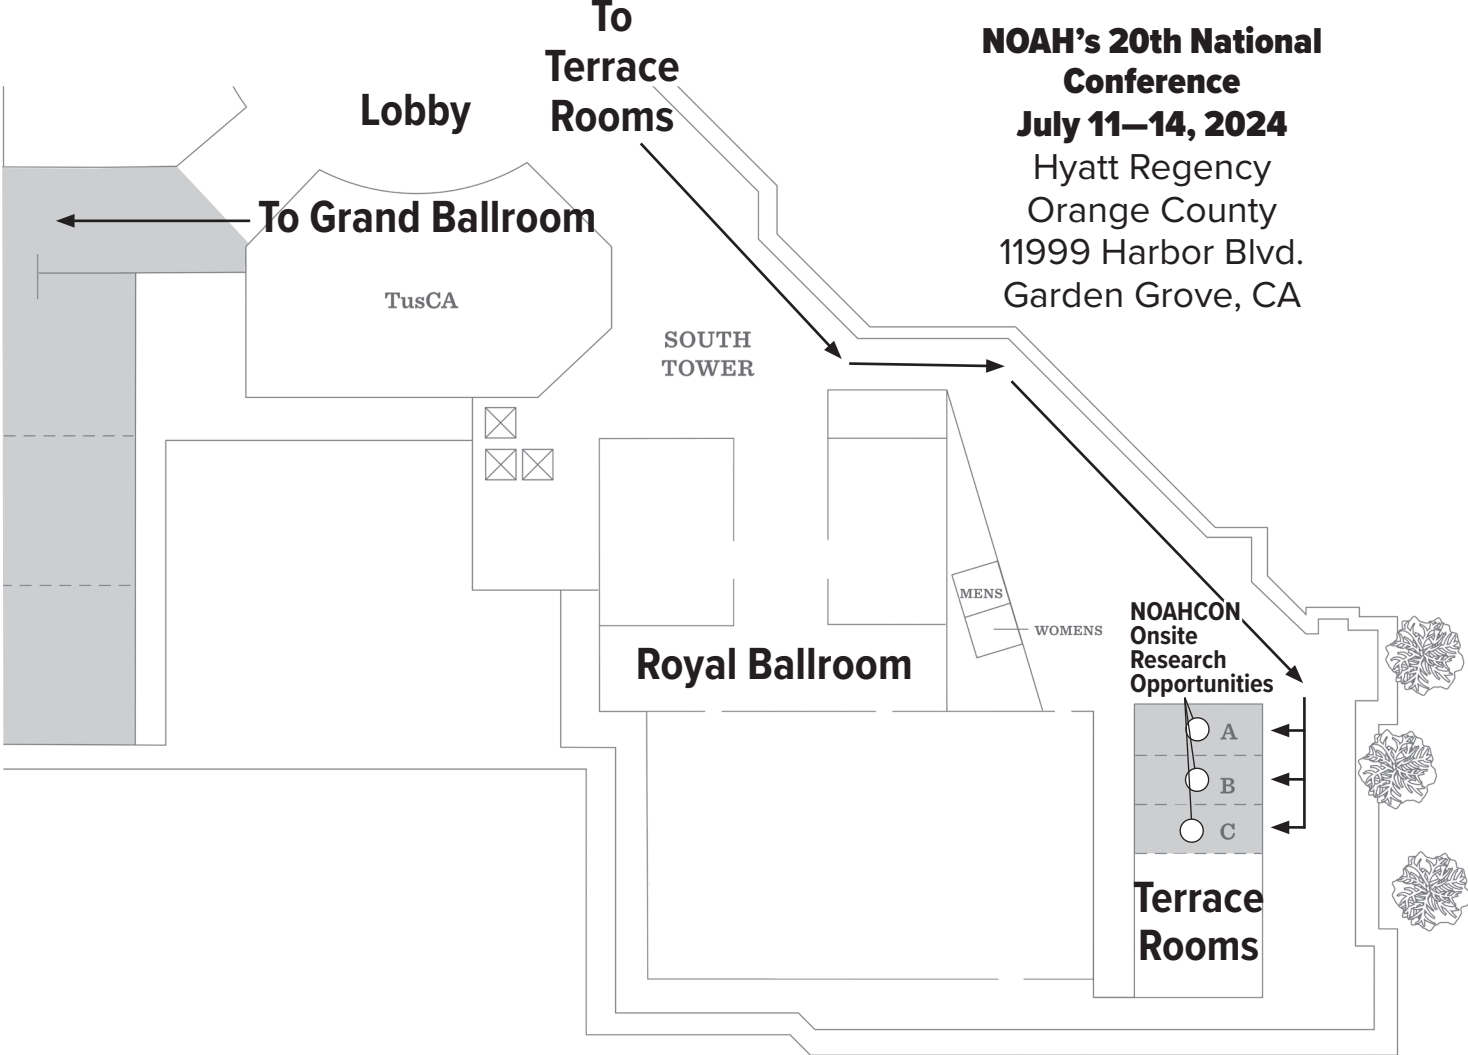 To
Terrace
Rooms
Lobby
NOAH's 20th National
Conference
July 11—14, 2024
Hyatt Regency
Orange County
11999 Harbor Blvd.
Garden Grove, CA
To Grand Ballroom
TusCA
SOUTH
TOWER
MENS
WOMENS
NOAHCON
Onsite
Research
Opportunities
Royal Ballroom
A
B
C
Terrace
Rooms